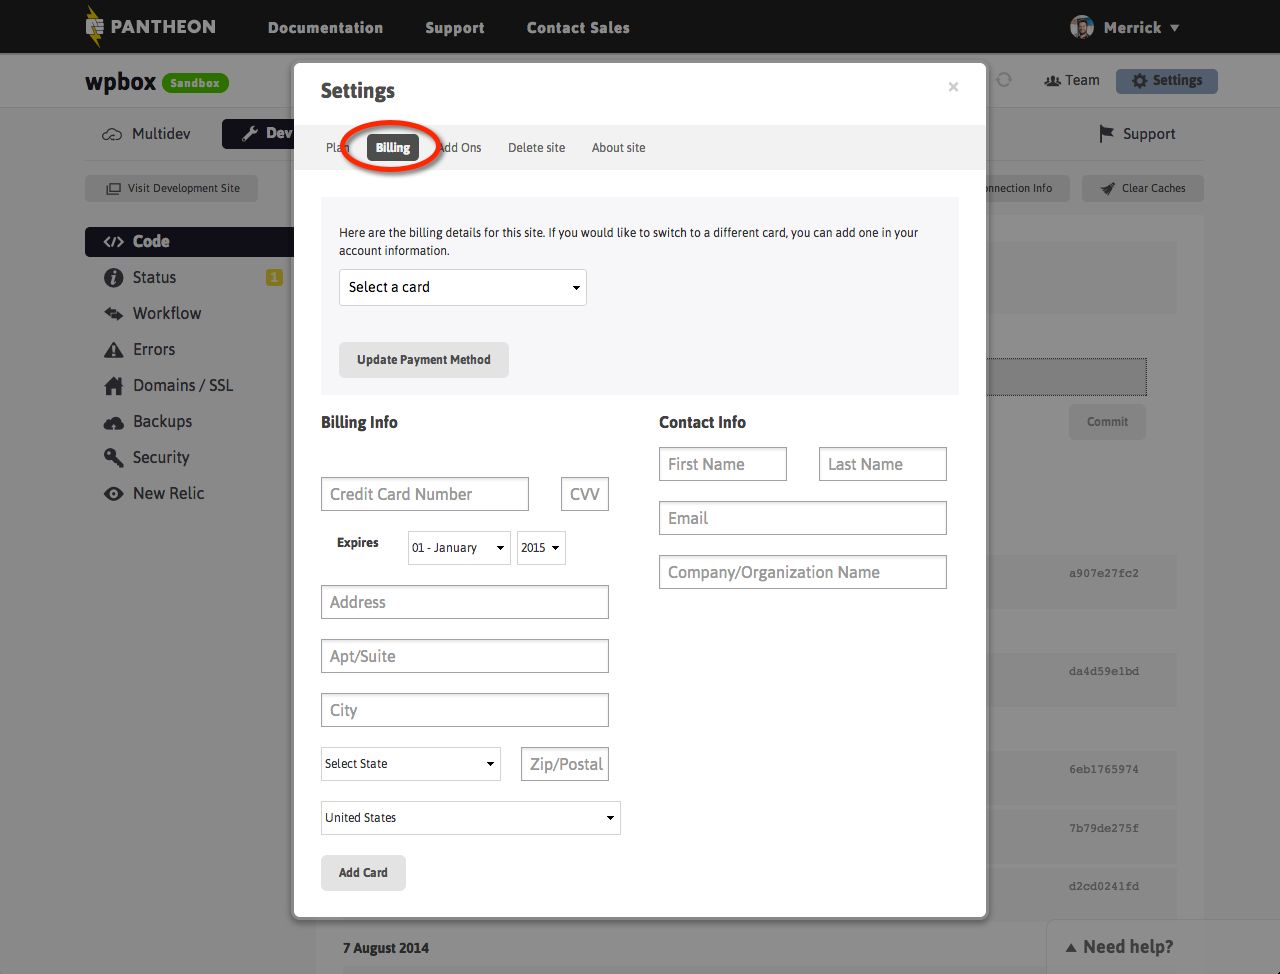 PANTHEON Documentation Support Contact Sales Merrick
wpbox Sandbox Team Settings
Settings ×
Multidev Dev Support
Plan Billing Add Ons Delete site About site
Visit Development Site Clear Caches
Info
Here are the billing details for this site. If you would like to switch to a different card, you can add one in your
account information.
Select a card
Update Payment Method
Code
Status 1
Workflow
Errors
Domains / SSL
Backups
Security
New Relic
Commit
Billing Info
Credit Card Number CVV
Expires 01 - January 2015
Address
Apt/Suite
City
Select State Zip/Postal
United States
Add Card
Contact Info
First Name Last Name
Email
Company/Organization Name
a907e27fc2
da4d59e1bd
6eb1765974
7b79de275f
d2cd0241fd
7 August 2014
Need help?